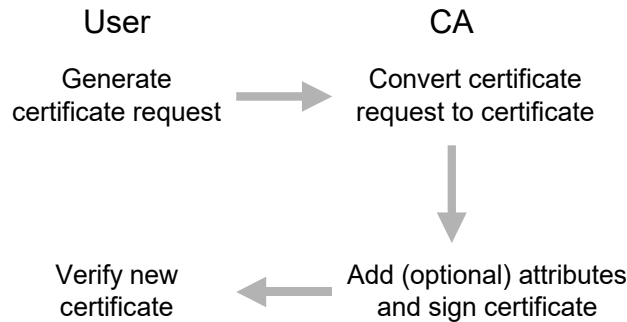 User
CA
Generate
certificate request
Convert certificate
request to certificate
Verify new
certificate
Add (optional) attributes
and sign certificate